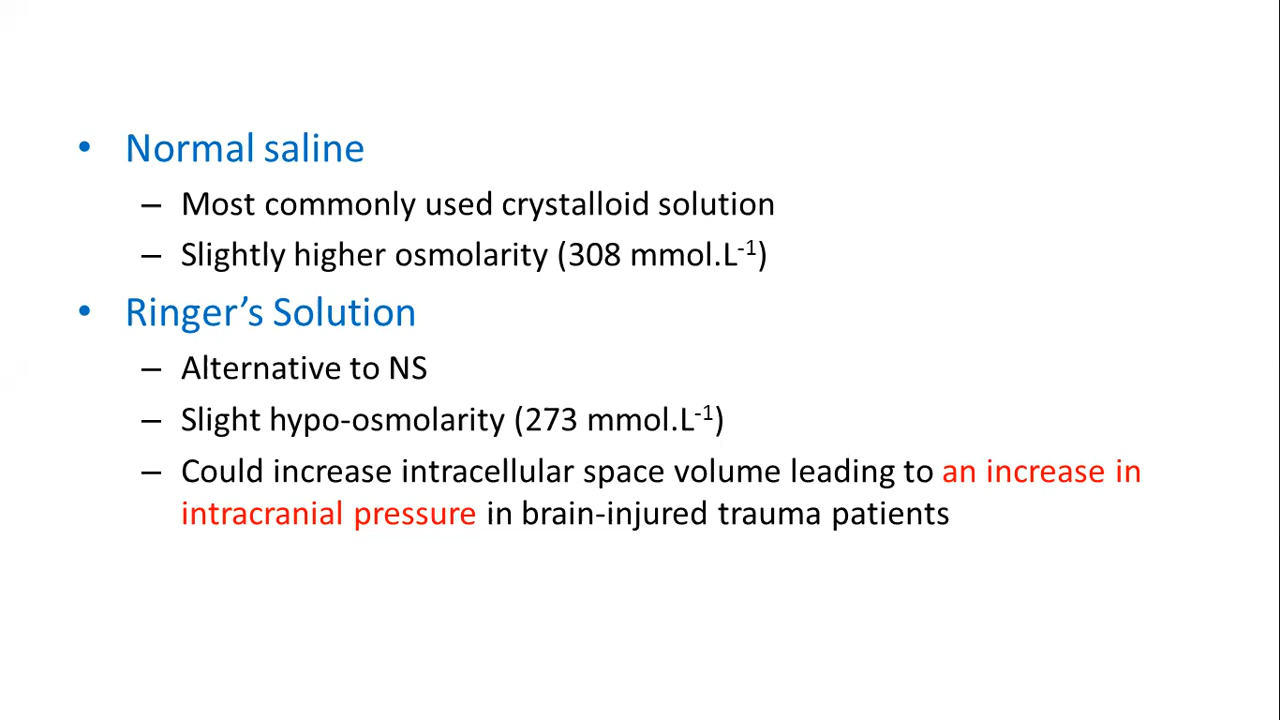 • Normal saline
– Most commonly used crystalloid solution
– Slightly higher osmolarity (308 mmol.L⁻¹)
• Ringer’s Solution
– Alternative to NS
– Slight hypo-osmolarity (273 mmol.L⁻¹)
– Could increase intracellular space volume leading to an increase in
intracranial pressure in brain-injured trauma patients